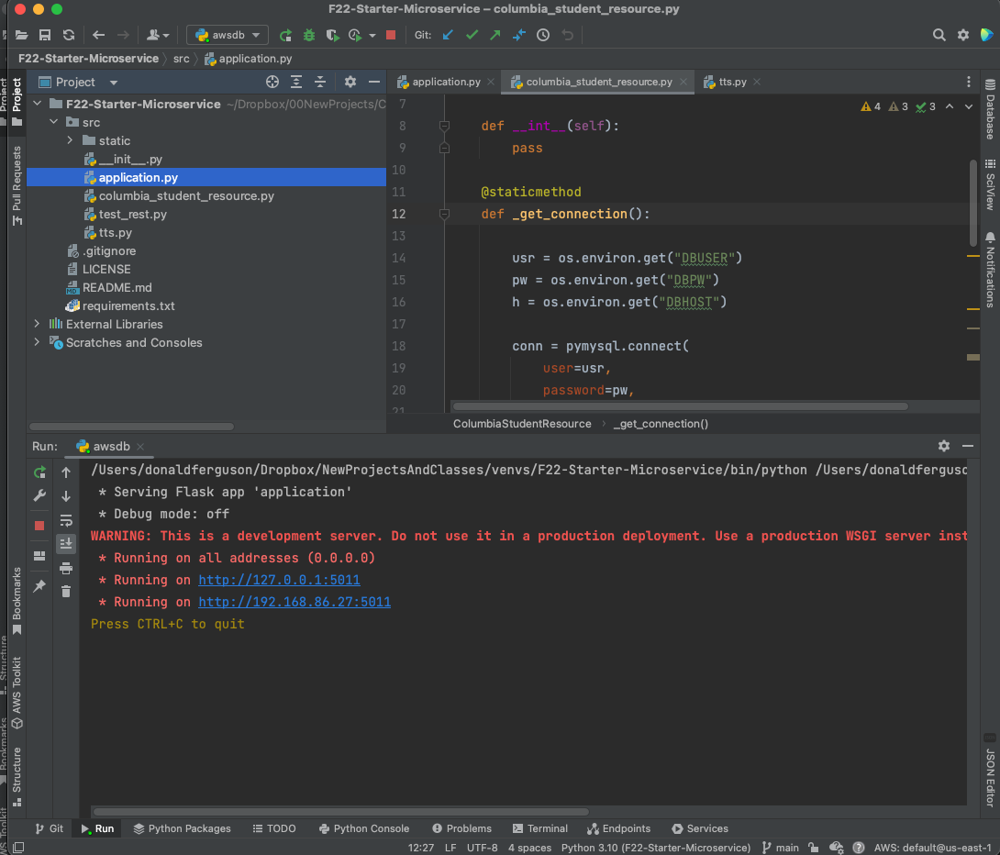 F22-Starter-Microservice – columbia_student_resource.py
awsdb
Git:
F22-Starter-Microservice
src
application.py
Project
application.py
columbia_student_resource.py
tts.py
F22-Starter-Microservice ~/Dropbox/00NewProjects/C
src
static
__init__.py
application.py
columbia_student_resource.py
test_rest.py
tts.py
.gitignore
LICENSE
README.md
requirements.txt
External Libraries
Scratches and Consoles
Project
Pull Requests
Bookmarks
AWS Toolkit
Structure
4 3 3
7
8 def __int__(self):
9 pass
10
11 @staticmethod
12 def _get_connection():
13
14 usr = os.environ.get("DBUSER")
15 pw = os.environ.get("DBPW")
16 h = os.environ.get("DBHOST")
17
18 conn = pymysql.connect(
19 user=usr,
20 password=pw,
21
ColumbiaStudentResource
_get_connection()
Database
SciView
Notifications
JSON Editor
Run:
awsdb
/Users/donaldferguson/Dropbox/NewProjectsAndClasses/venvs/F22-Starter-Microservice/bin/python /Users/donaldferguso
* Serving Flask app 'application'
* Debug mode: off
WARNING: This is a development server. Do not use it in a production deployment. Use a production WSGI server inst
* Running on all addresses (0.0.0.0)
* Running on http://127.0.0.1:5011
* Running on http://192.168.86.27:5011
Press CTRL+C to quit
Git
Run
Python Packages
TODO
Python Console
Problems
Terminal
Endpoints
Services
12:27 LF UTF-8 4 spaces Python 3.10 (F22-Starter-Microservice) main AWS: default@us-east-1